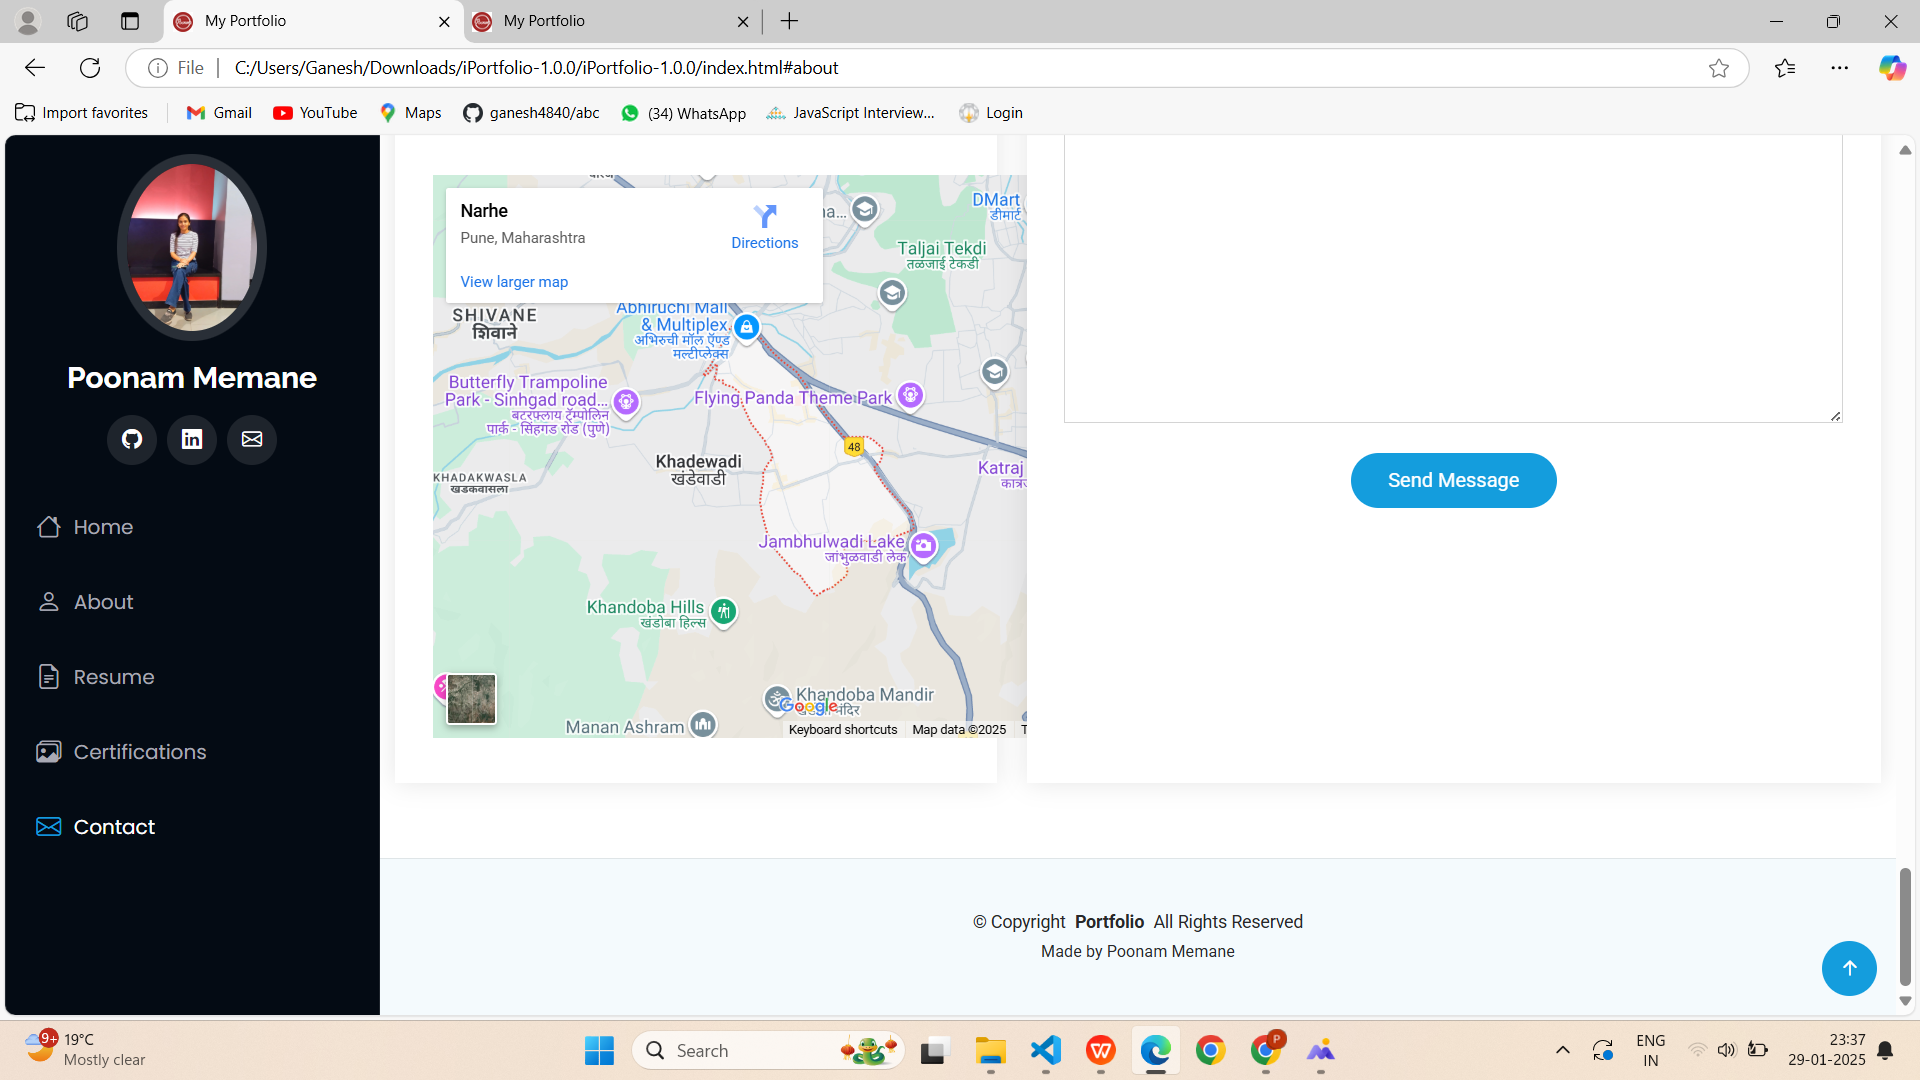 My Portfolio
My Portfolio
File
C:/Users/Ganesh/Downloads/iPortfolio-1.0.0/iPortfolio-1.0.0/index.html#about
Import favorites
Gmail
YouTube
Maps
ganesh4840/abc
(34) WhatsApp
JavaScript Interview...
Login
Poonam Memane
Home
About
Resume
Certifications
Contact
Narhe
Pune, Maharashtra
View larger map
Directions
DMart
डीमार्ट
Taljai Tekdi
तळजाई टेकडी
SHIVANE
शिवाने
Abhiruchi Mall
& Multiplex
अभिरुची मॉल ऍण्ड
मल्टीप्लेक्स
Butterfly Trampoline
Park - Sinhgad road...
बटरफ्लाय ट्रॅम्पोलिन
पार्क - सिंहगड रोड (पुणे)
Flying Panda Theme Park
48
Khadewadi
खंडेवाडी
KHADAKWASLA
खडकवासला
Katraj
Jambhulwadi Lake
जांभुळवाडी लेक
Khandoba Hills
खंडोबा हिल्स
Khandoba Mandir
Google
Manan Ashram
Keyboard shortcuts
Map data ©2025
Send Message
© Copyright Portfolio All Rights Reserved
Made by Poonam Memane
9+
19°C
Mostly clear
Search
P
ENG
IN
23:37
29-01-2025